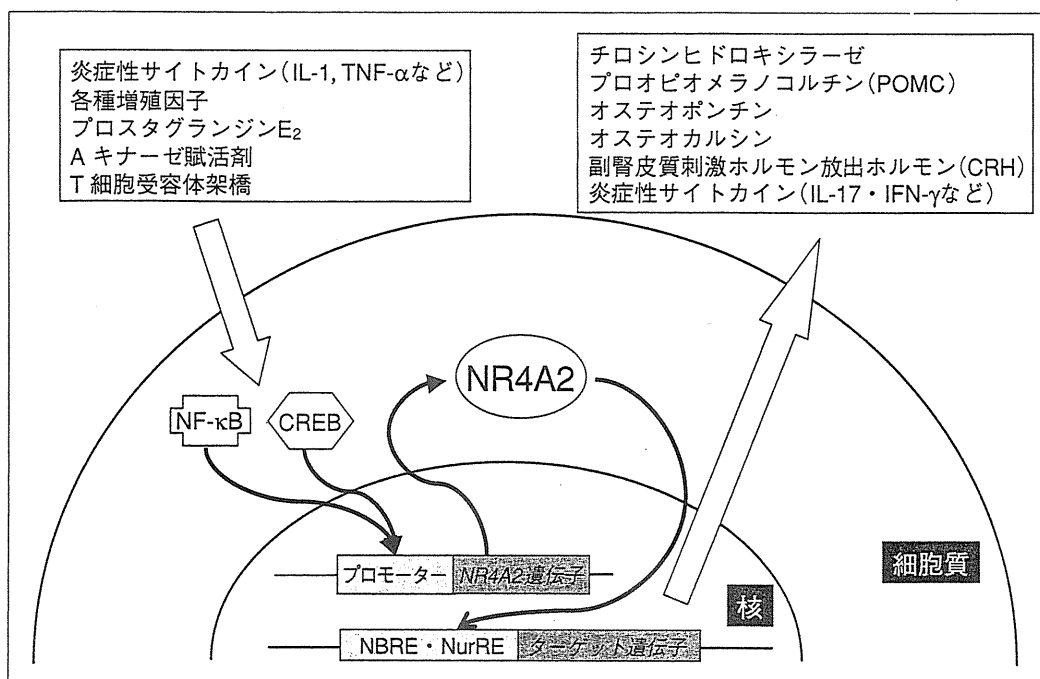 炎症性サイトカイン(IL-1, TNF-αなど)
各種増殖因子
プロスタグランジンE₂
A キナーゼ賦活剤
T 細胞受容体架橋
チロシンヒドロキシラーゼ
プロオピオメラノコルチン(POMC)
オステオポンチン
オステオカルシン
副腎皮質刺激ホルモン放出ホルモン(CRH)
炎症性サイトカイン(IL-17・IFN-γなど)
NR4A2
NF-κB
CREB
細胞質
プロモーター
NR4A2遺伝子
核
NBRE・NurRE
ターゲット遺伝子